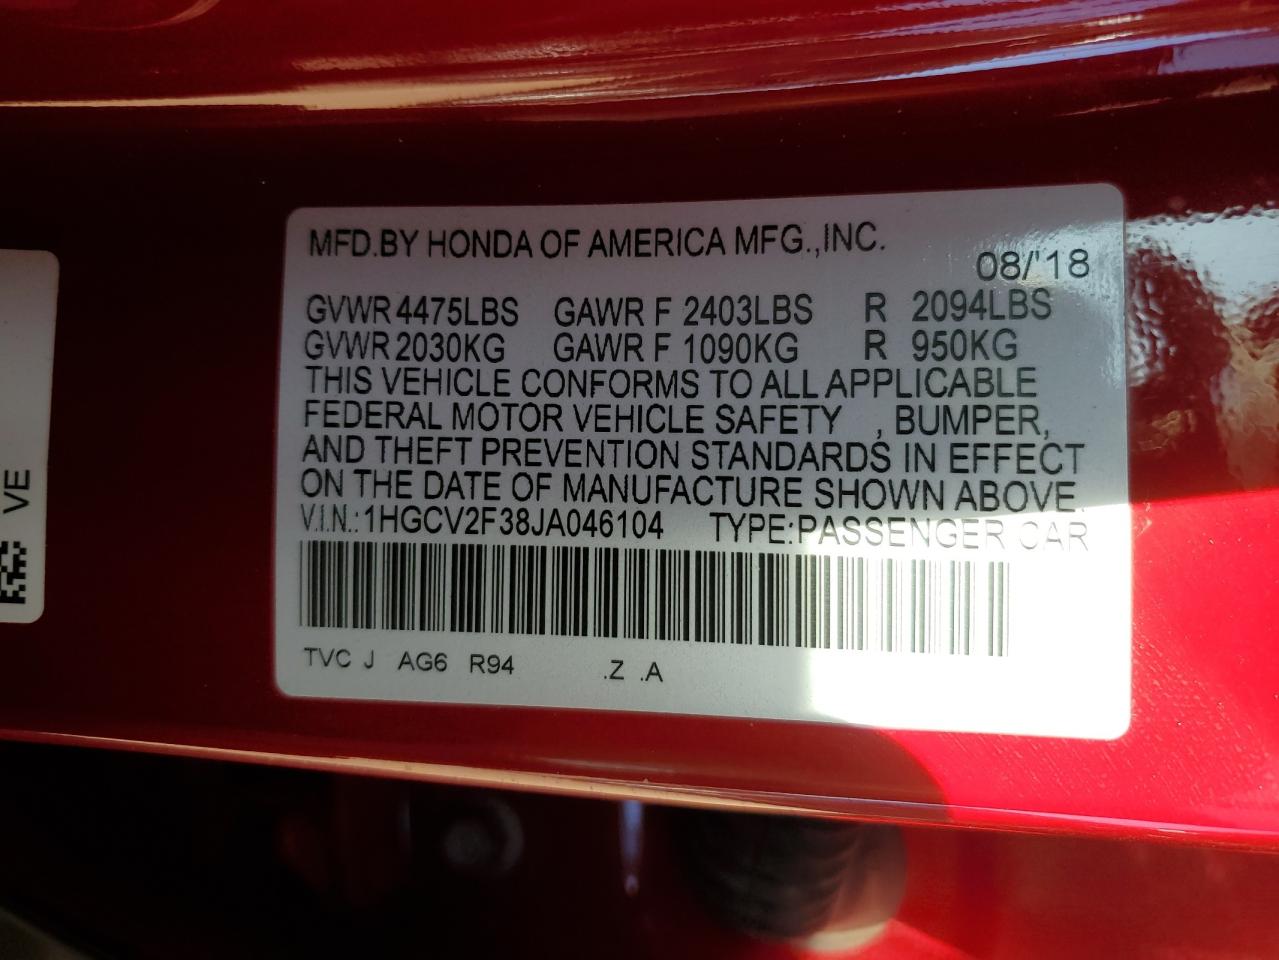 MFD.BY HONDA OF AMERICA MFG.,INC.
08/'18
GVWR 4475LBS GAWR F 2403LBS R 2094LBS
GVWR 2030KG GAWR F 1090KG R 950KG
THIS VEHICLE CONFORMS TO ALL APPLICABLE
FEDERAL MOTOR VEHICLE SAFETY , BUMPER,
AND THEFT PREVENTION STANDARDS IN EFFECT
ON THE DATE OF MANUFACTURE SHOWN ABOVE.
V.I.N.: 1HGCV2F38JA046104 TYPE:PASSENGER CAR
TVC J AG6 R94 .Z .A
VE